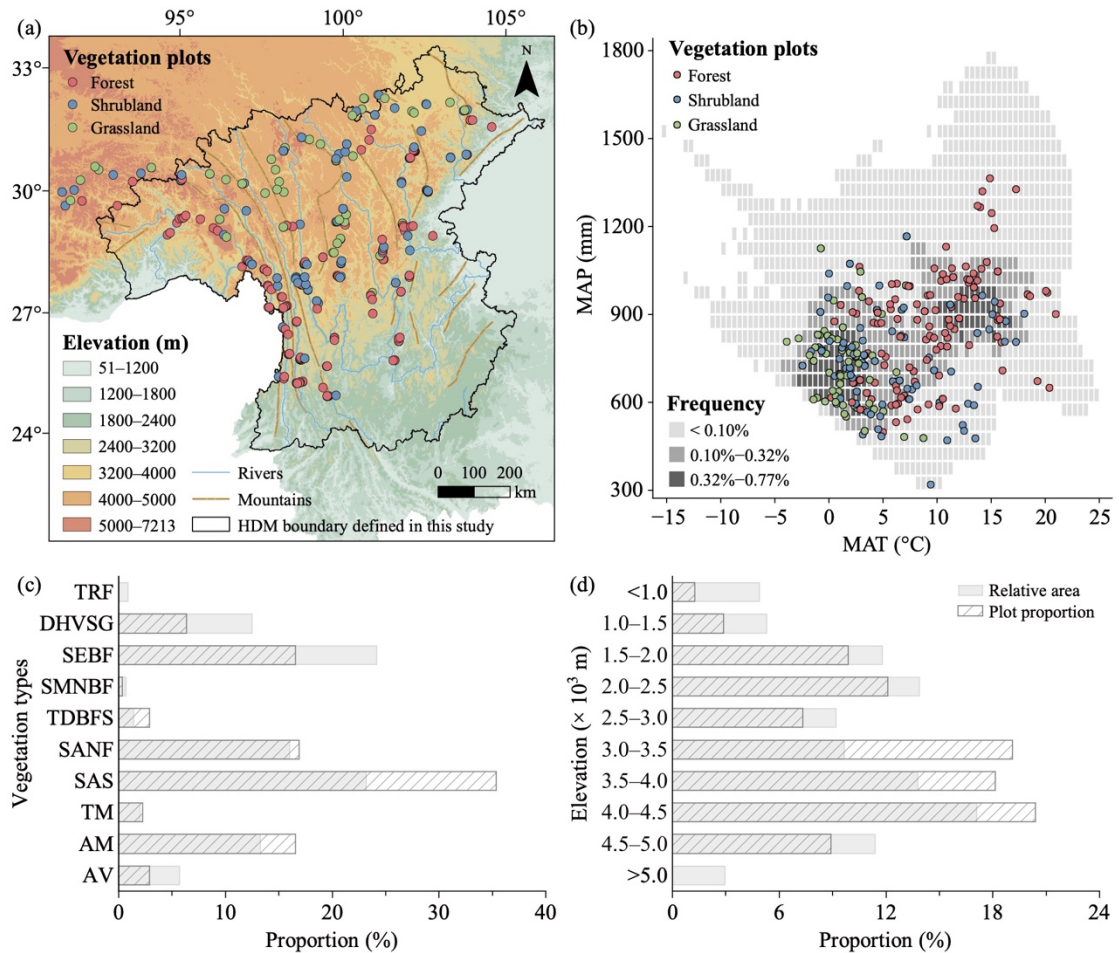 (a)
95°
100°
105°
33°
30°
27°
24°
N
Vegetation plots
Forest
Shrubland
Grassland
Elevation (m)
51–1200
1200–1800
1800–2400
2400–3200
3200–4000
4000–5000
5000–7213
Rivers
Mountains
HDM boundary defined in this study
0 100 200
km
(b)
1800
1500
1200
900
600
300
MAP (mm)
Vegetation plots
Forest
Shrubland
Grassland
Frequency
< 0.10%
0.10%–0.32%
0.32%–0.77%
−15 −10 −5 0 5 10 15 20 25
MAT (°C)
(c)
Vegetation types
TRF
DHVSG
SEBF
SMNBF
TDBFS
SANF
SAS
TM
AM
AV
0 10 20 30 40
Proportion (%)
(d)
Elevation (× 10³ m)
<1.0
1.0–1.5
1.5–2.0
2.0–2.5
2.5–3.0
3.0–3.5
3.5–4.0
4.0–4.5
4.5–5.0
>5.0
Relative area
Plot proportion
0 6 12 18 24
Proportion (%)